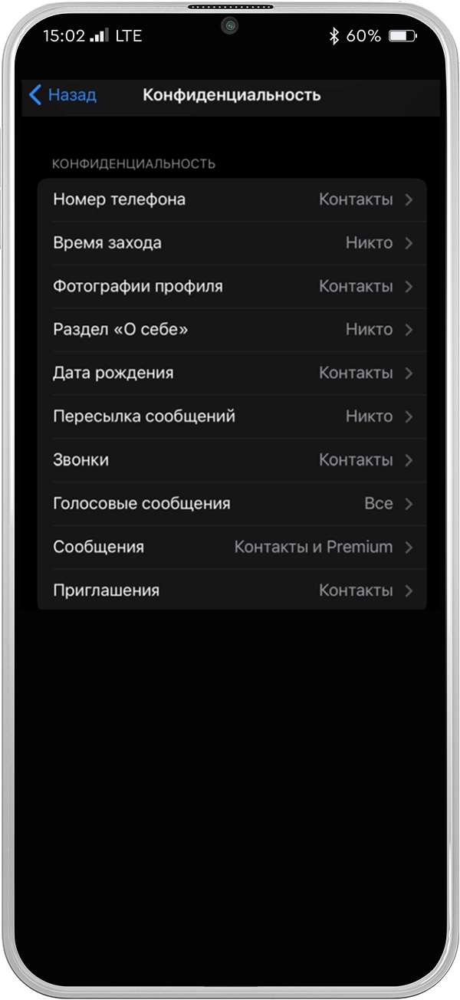 15:02 LTE 60%
Назад Конфиденциальность
КОНФИДЕНЦИАЛЬНОСТЬ
Номер телефона Контакты
Время захода Никто
Фотографии профиля Контакты
Раздел «О себе» Никто
Дата рождения Контакты
Пересылка сообщений Никто
Звонки Контакты
Голосовые сообщения Все
Сообщения Контакты и Premium
Приглашения Контакты